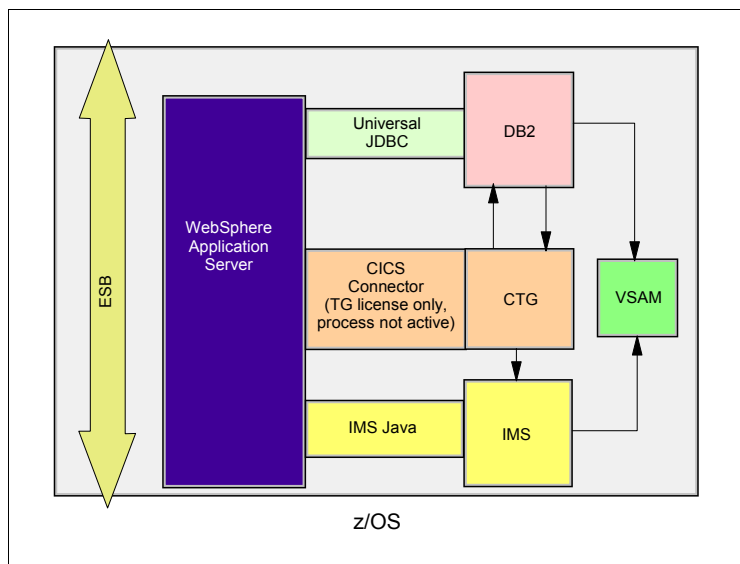 Universal
JDBC
DB2
WebSphere
Application
Server
ESB
CICS
Connector
(TG license only,
process not active)
CTG
VSAM
IMS Java
IMS
z/OS